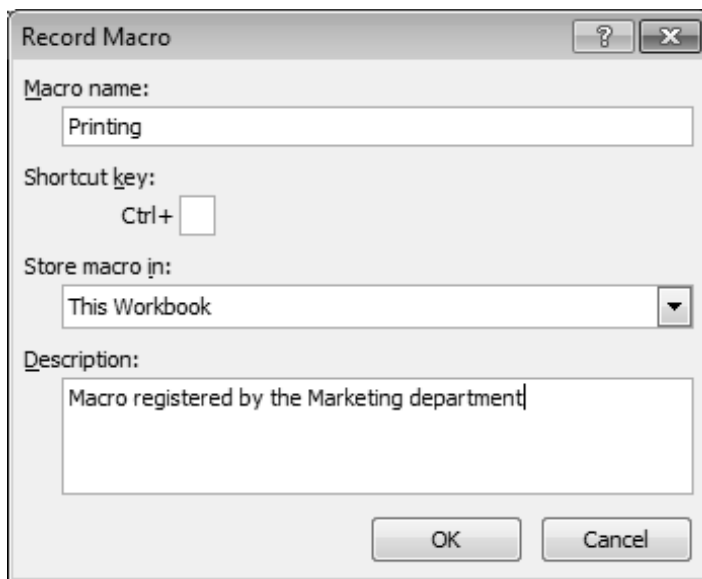 Record Macro
?
Macro name:
Printing
Shortcut key:
Ctrl+
Store macro in:
This Workbook
Description:
Macro registered by the Marketing department
OK
Cancel